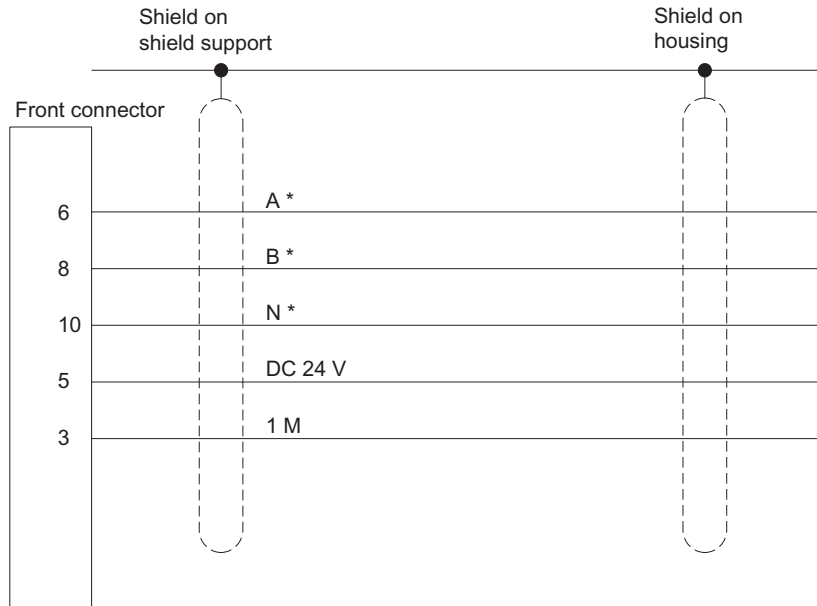 Shield on
shield support
Shield on
housing
Front connector
6 A *
8 B *
10 N *
5 DC 24 V
3 1 M